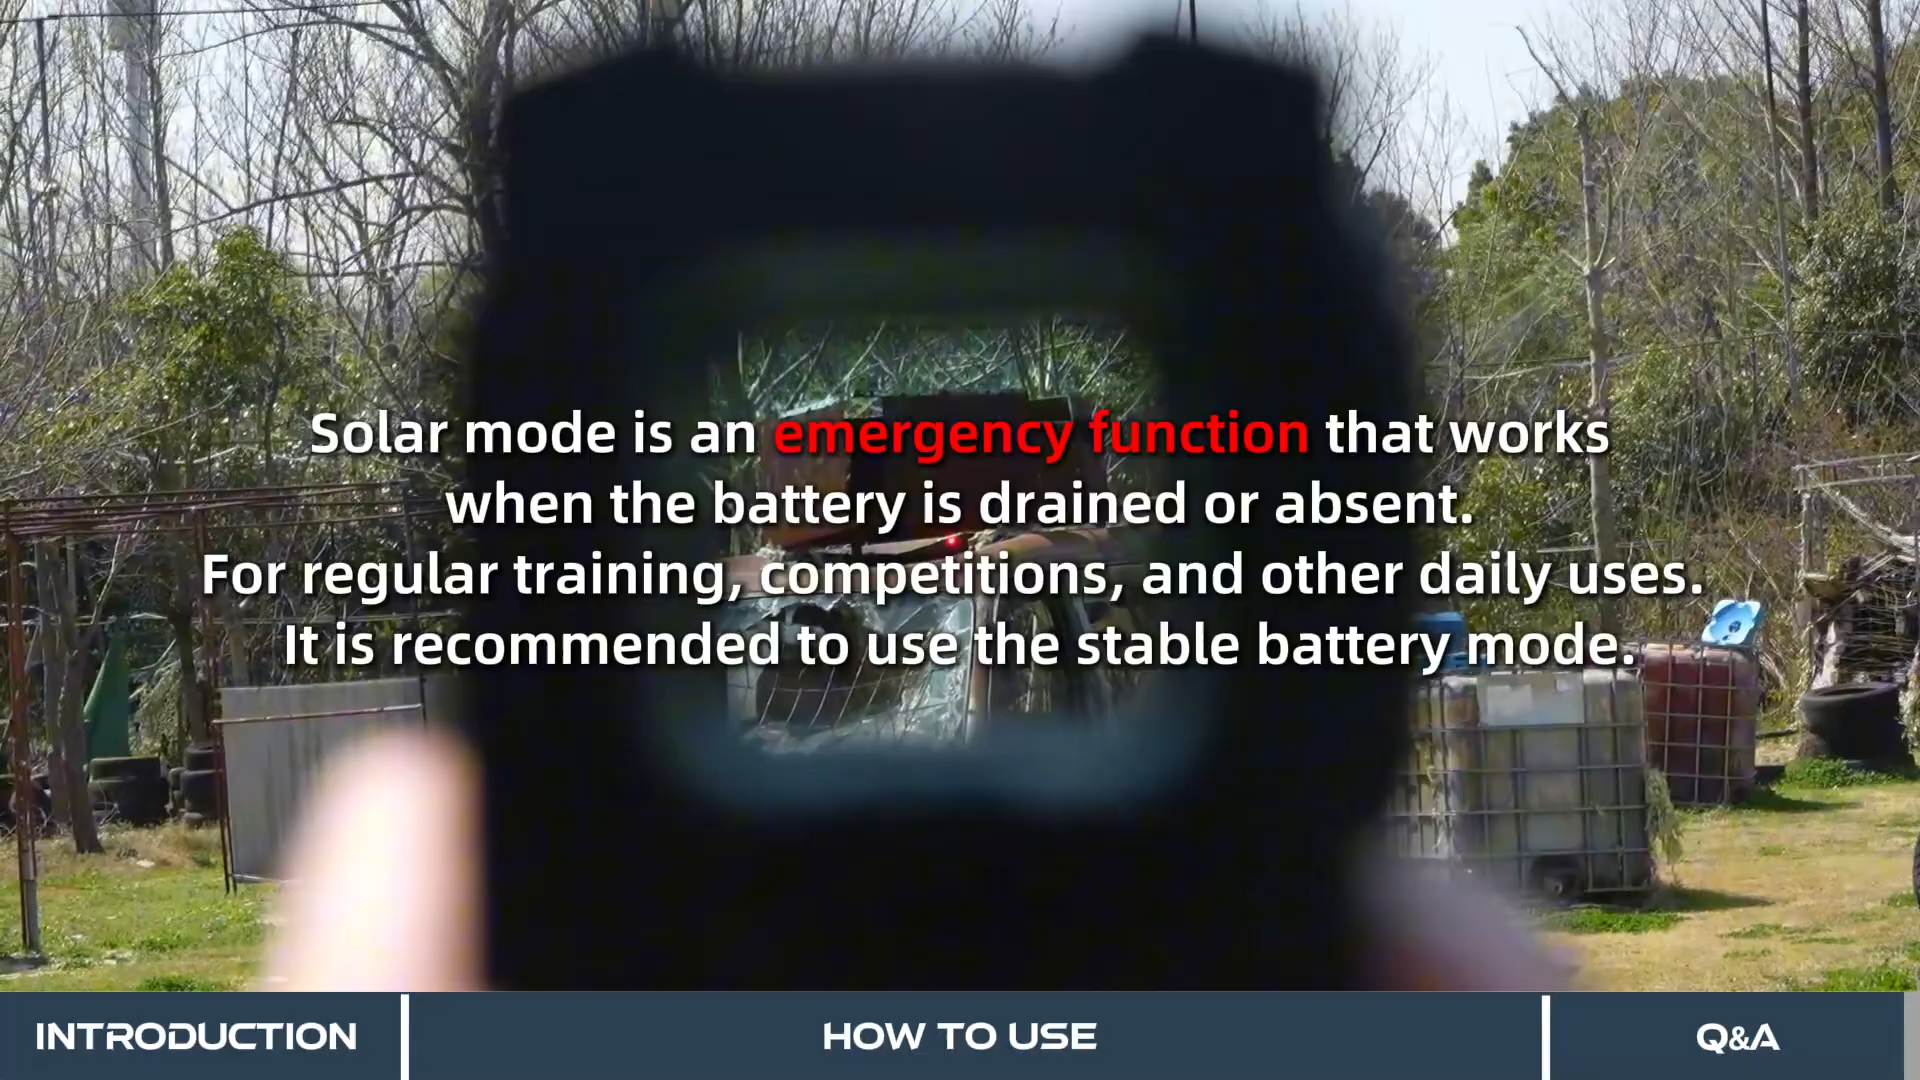 Solar mode is an emergency function that works
when the battery is drained or absent.
For regular training, competitions, and other daily uses.
It is recommended to use the stable battery mode.
INTRODUCTION
HOW TO USE
Q&A